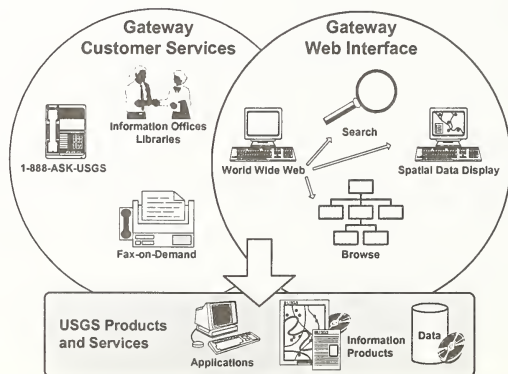 Gateway
Customer Services
Gateway
Web Interface
Information Offices
Libraries
1-888-ASK-USGS
Fax-on-Demand
Search
World Wide Web
Spatial Data Display
Browse
USGS Products
and Services
Applications
Information
Products
Data